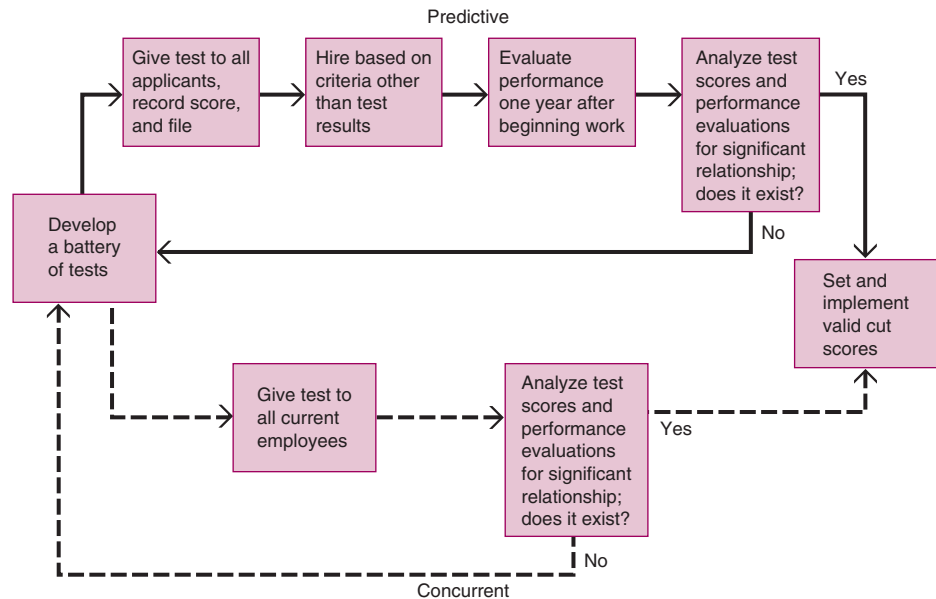 Predictive
Give test to all
applicants,
record score,
and file
Hire based on
criteria other
than test
results
Evaluate
performance
one year after
beginning work
Analyze test
scores and
performance
evaluations
for significant
relationship;
does it exist?
Yes
No
Develop
a battery
of tests
Set and
implement
valid cut
scores
Give test to
all current
employees
Analyze test
scores and
performance
evaluations
for significant
relationship;
does it exist?
Yes
No
Concurrent